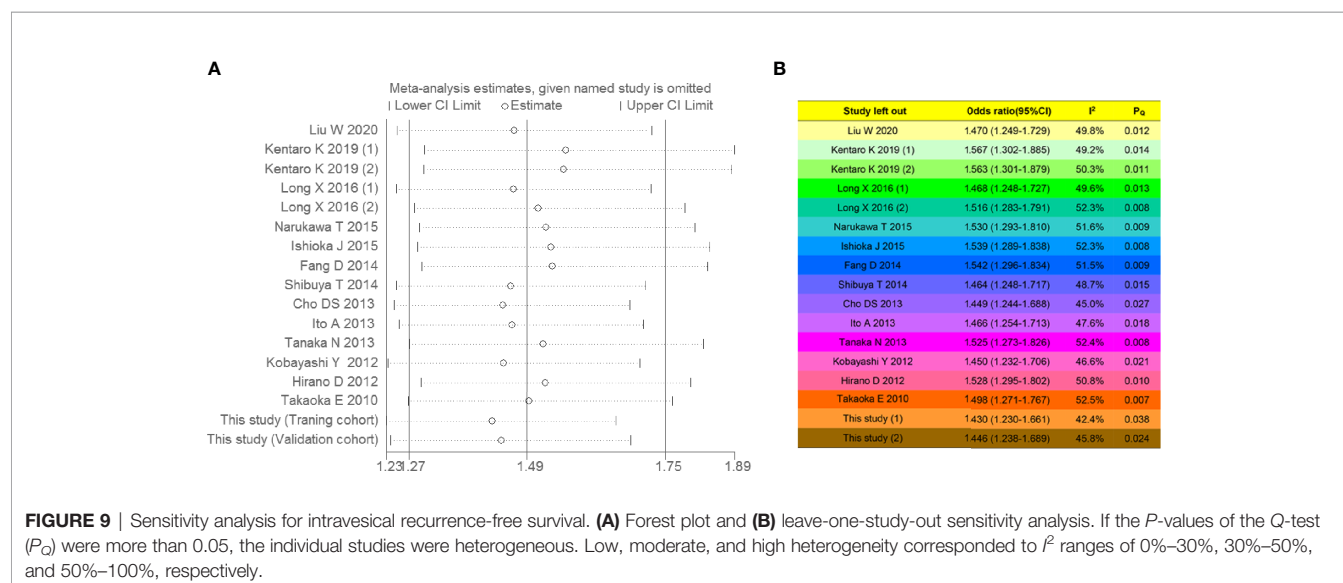 A
Meta-analysis estimates, given named study is omitted
Lower CI Limit Estimate Upper CI Limit
Liu W 2020
Kentaro K 2019 (1)
Kentaro K 2019 (2)
Long X 2016 (1)
Long X 2016 (2)
Narukawa T 2015
Ishioka J 2015
Fang D 2014
Shibuya T 2014
Cho DS 2013
Ito A 2013
Tanaka N 2013
Kobayashi Y 2012
Hirano D 2012
Takaoka E 2010
This study (Traning cohort)
This study (Validation cohort)
1.23 1.27 1.49 1.75 1.89
B
Study left out Odds ratio(95%CI) I² PQ
Liu W 2020 1.470 (1.249-1.729) 49.8% 0.012
Kentaro K 2019 (1) 1.567 (1.302-1.885) 49.2% 0.014
Kentaro K 2019 (2) 1.563 (1.301-1.879) 50.3% 0.011
Long X 2016 (1) 1.468 (1.248-1.727) 49.6% 0.013
Long X 2016 (2) 1.516 (1.283-1.791) 52.3% 0.008
Narukawa T 2015 1.530 (1.293-1.810) 51.6% 0.009
Ishioka J 2015 1.539 (1.289-1.838) 52.3% 0.008
Fang D 2014 1.542 (1.296-1.834) 51.5% 0.009
Shibuya T 2014 1.464 (1.248-1.717) 48.7% 0.015
Cho DS 2013 1.449 (1.244-1.688) 45.0% 0.027
Ito A 2013 1.466 (1.254-1.713) 47.6% 0.018
Tanaka N 2013 1.525 (1.273-1.826) 52.4% 0.008
Kobayashi Y 2012 1.450 (1.232-1.706) 46.6% 0.021
Hirano D 2012 1.528 (1.295-1.802) 50.8% 0.010
Takaoka E 2010 1.498 (1.271-1.767) 52.5% 0.007
This study (1) 1.430 (1.230-1.661) 42.4% 0.038
This study (2) 1.446 (1.238-1.689) 45.8% 0.024
FIGURE 9 | Sensitivity analysis for intravesical recurrence-free survival. (A) Forest plot and (B) leave-one-study-out sensitivity analysis. If the P-values of the Q-test
(PQ) were more than 0.05, the individual studies were heterogeneous. Low, moderate, and high heterogeneity corresponded to I² ranges of 0%–30%, 30%–50%,
and 50%–100%, respectively.